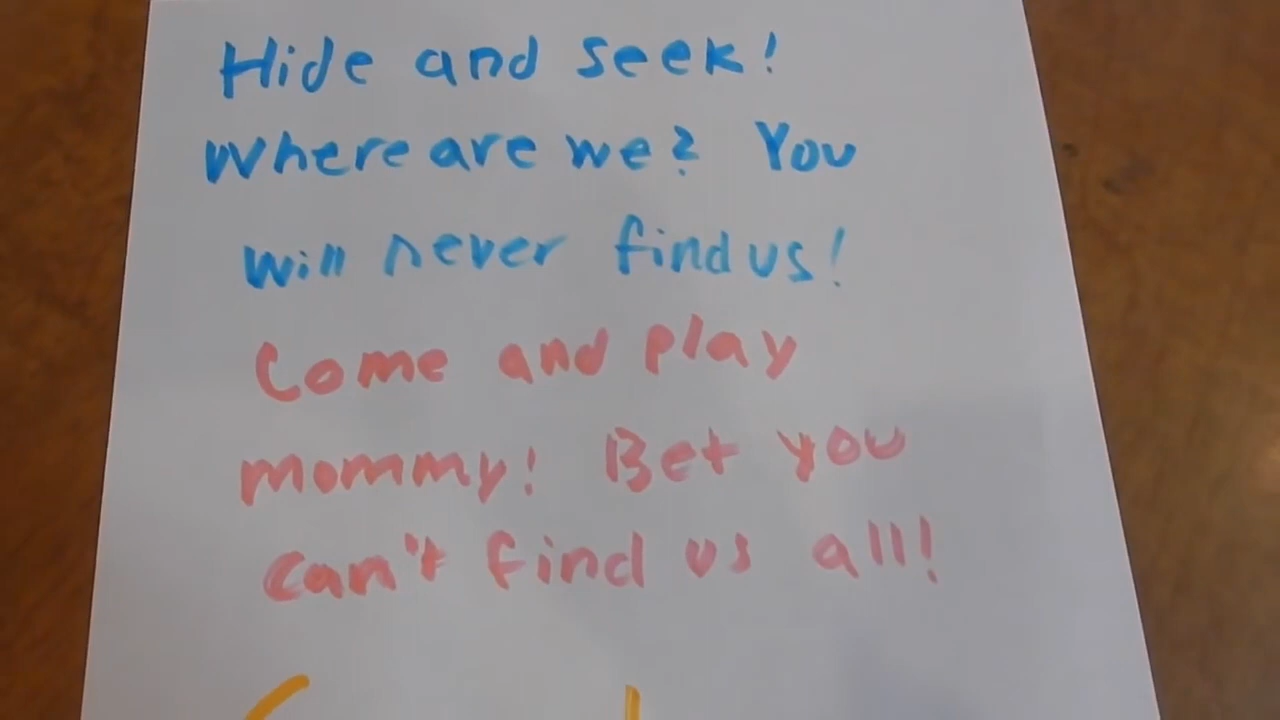 Hide and seek!
Where are we? You
will never find us!
Come and play
mommy! Bet you
can't find us all!